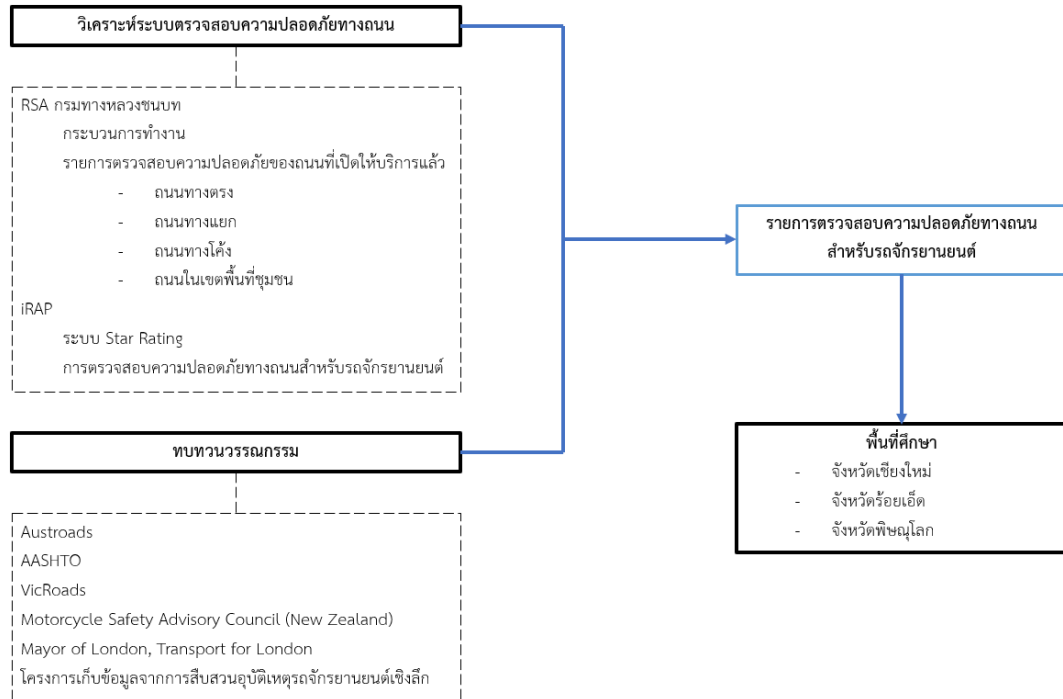 วิเคราะห์ระบบตรวจสอบความปลอดภัยทางถนน
RSA กรมทางหลวงชนบท
กระบวนการทำงาน
รายการตรวจสอบความปลอดภัยของถนนที่เปิดให้บริการแล้ว
- ถนนทางตรง
- ถนนทางแยก
- ถนนทางโค้ง
- ถนนในเขตพื้นที่ชุมชน
iRAP
ระบบ Star Rating
การตรวจสอบความปลอดภัยทางถนนสำหรับรถจักรยานยนต์
ทบทวนวรรณกรรม
Austroads
AASHTO
VicRoads
Motorcycle Safety Advisory Council (New Zealand)
Mayor of London, Transport for London
โครงการเก็บข้อมูลจากการสืบสวนอุบัติเหตุรถจักรยานยนต์เชิงลึก
รายการตรวจสอบความปลอดภัยทางถนน
สำหรับรถจักรยานยนต์
พื้นที่ศึกษา
- จังหวัดเชียงใหม่
- จังหวัดร้อยเอ็ด
- จังหวัดพิษณุโลก